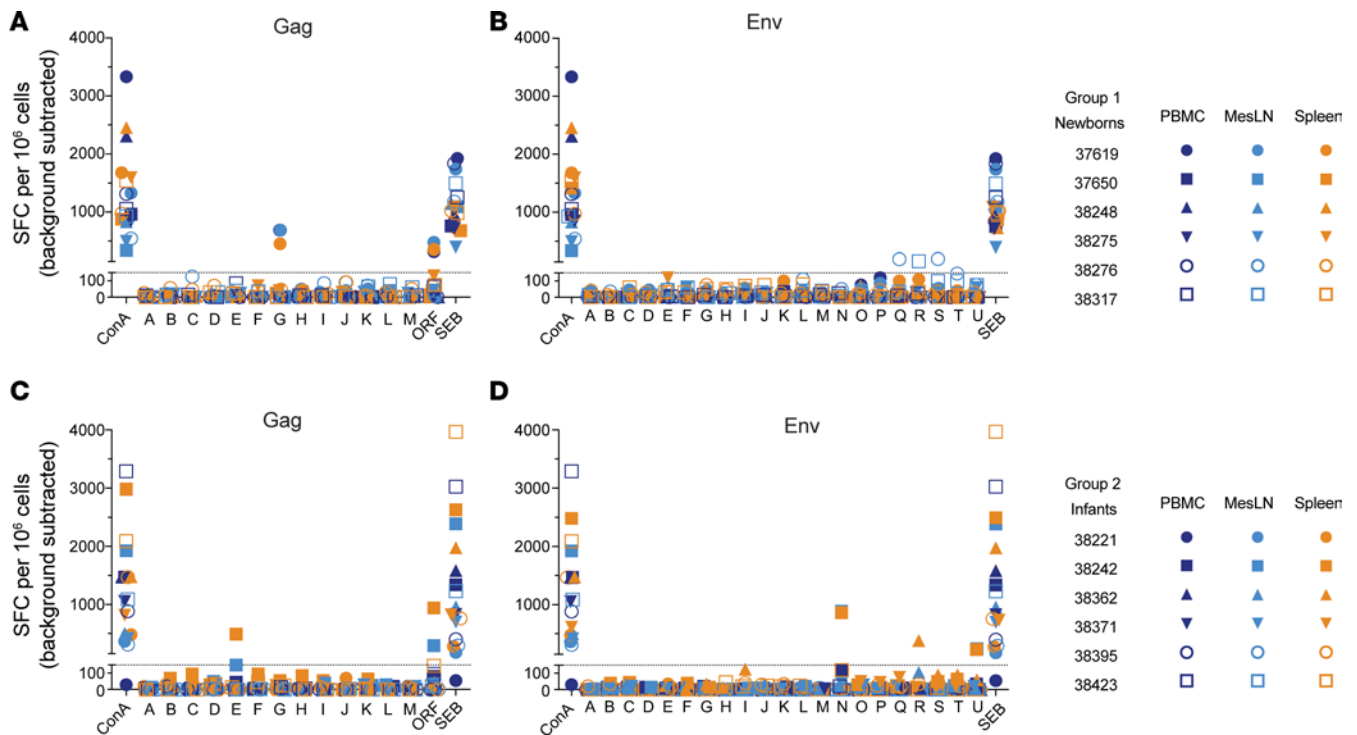 A
Gag
B
Env
SFC per 10⁶ cells
(background subtracted)
4000
3000
2000
1000
100
0
ConA A B C D E F G H I J K L M ORF SEB
4000
3000
2000
1000
100
0
ConA A B C D E F G H I J K L M N O P Q R S T U SEB
Group 1
Newborns PBMC MesLN Spleen
37619
37650
38248
38275
38276
38317
C
Gag
D
Env
SFC per 10⁶ cells
(background subtracted)
4000
3000
2000
1000
100
0
ConA A B C D E F G H I J K L M ORF SEB
4000
3000
2000
1000
100
0
ConA A B C D E F G H I J K L M N O P Q R S T U SEB
Group 2
Infants PBMC MesLN Spleen
38221
38242
38362
38371
38395
38423